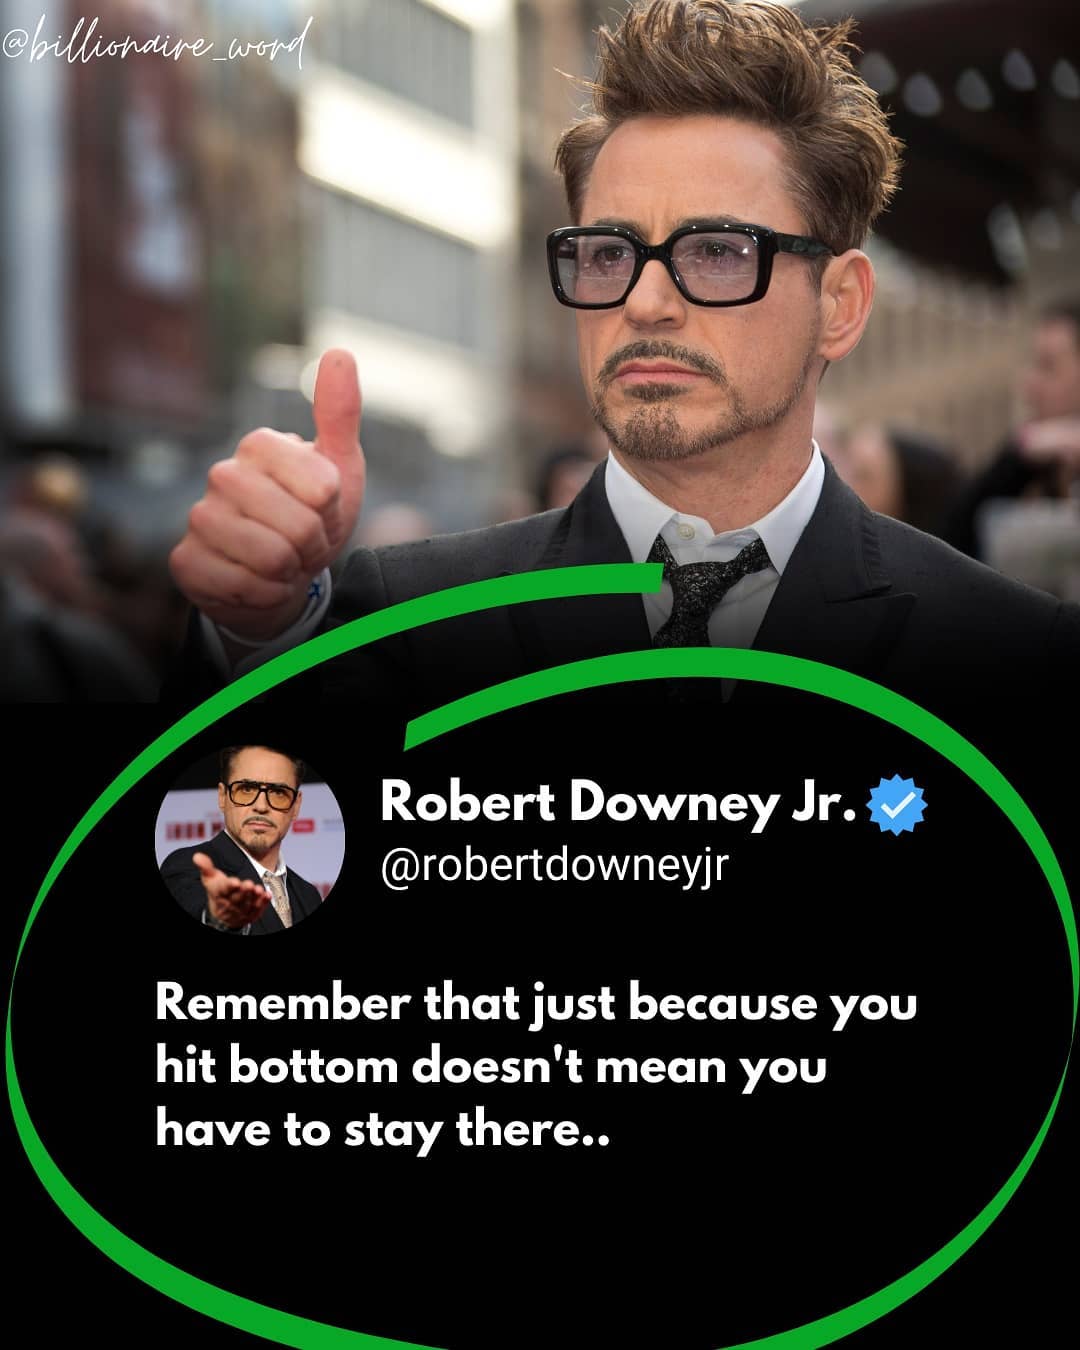 @billionaire_word
Robert Downey Jr.
@robertdowneyjr
Remember that just because you
hit bottom doesn't mean you
have to stay there..